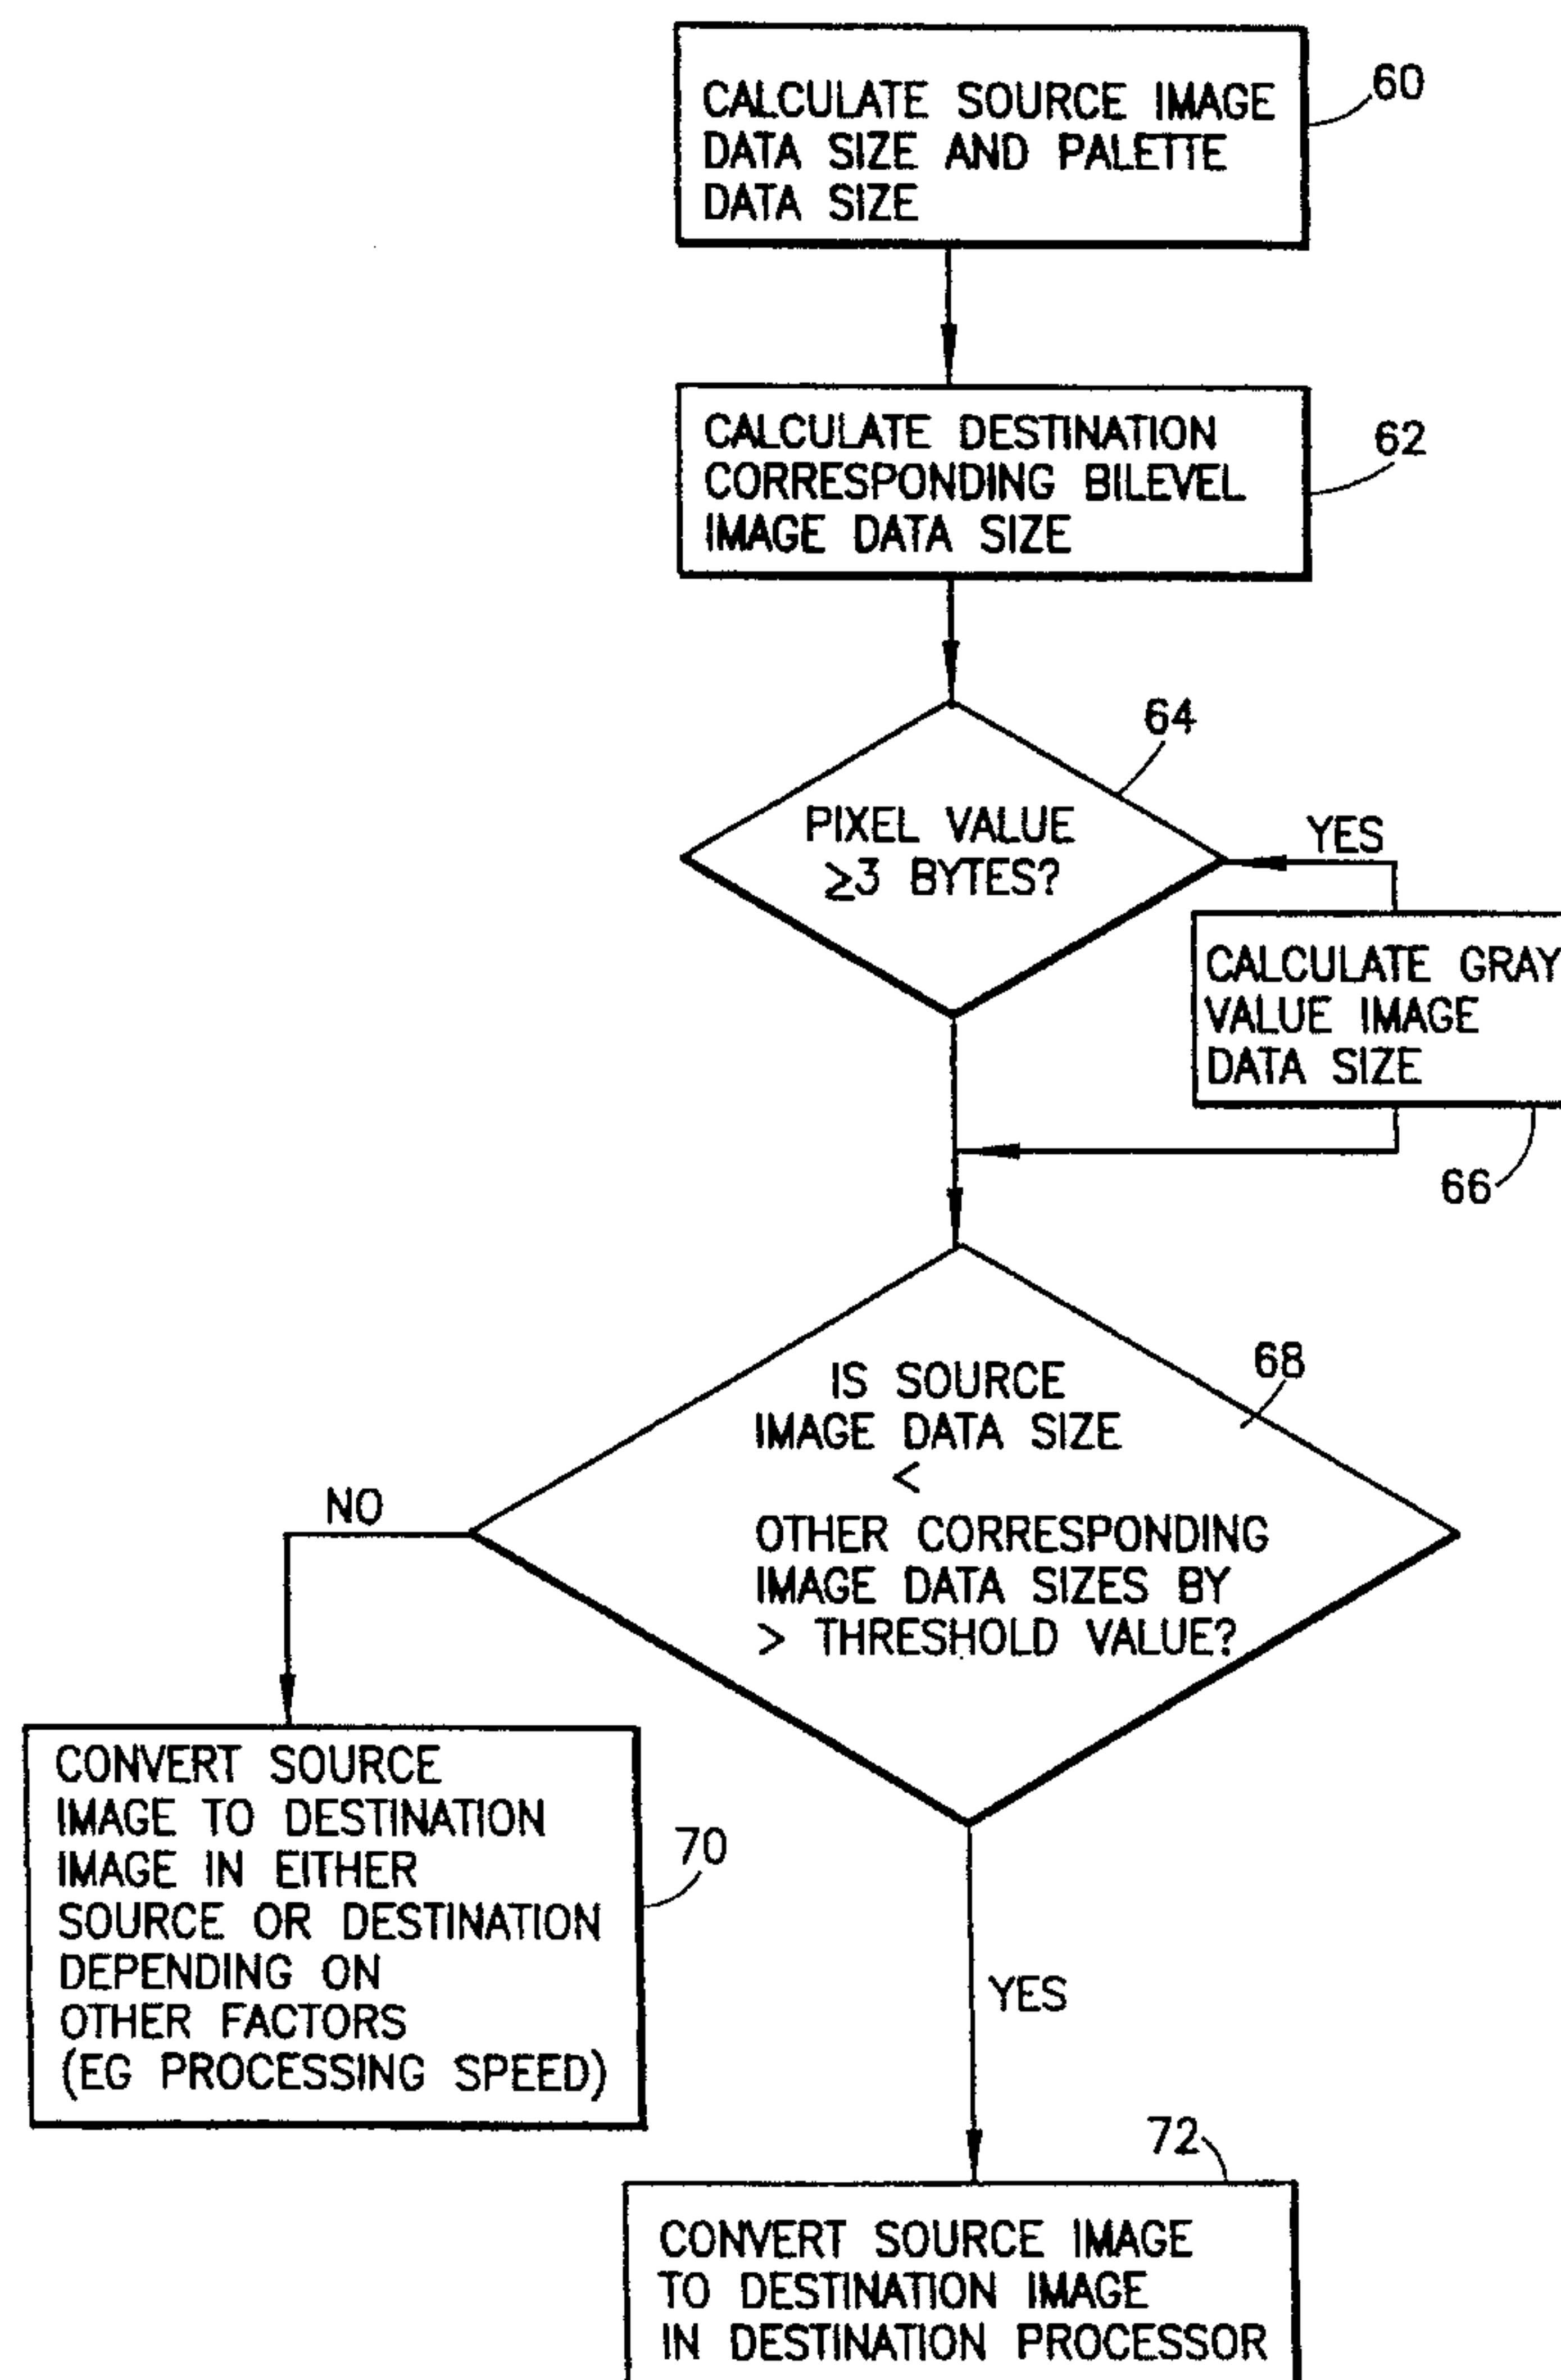 CALCULATE SOURCE IMAGE
DATA SIZE AND PALETTE
DATA SIZE
60
CALCULATE DESTINATION
CORRESPONDING BILEVEL
IMAGE DATA SIZE
62
64
PIXEL VALUE
≥3 BYTES?
YES
CALCULATE GRAY
VALUE IMAGE
DATA SIZE
66
68
IS SOURCE
IMAGE DATA SIZE
<
OTHER CORRESPONDING
IMAGE DATA SIZES BY
> THRESHOLD VALUE?
NO
CONVERT SOURCE
IMAGE TO DESTINATION
IMAGE IN EITHER
SOURCE OR DESTINATION
DEPENDING ON
OTHER FACTORS
(EG PROCESSING SPEED)
70
YES
72
CONVERT SOURCE IMAGE
TO DESTINATION IMAGE
IN DESTINATION PROCESSOR